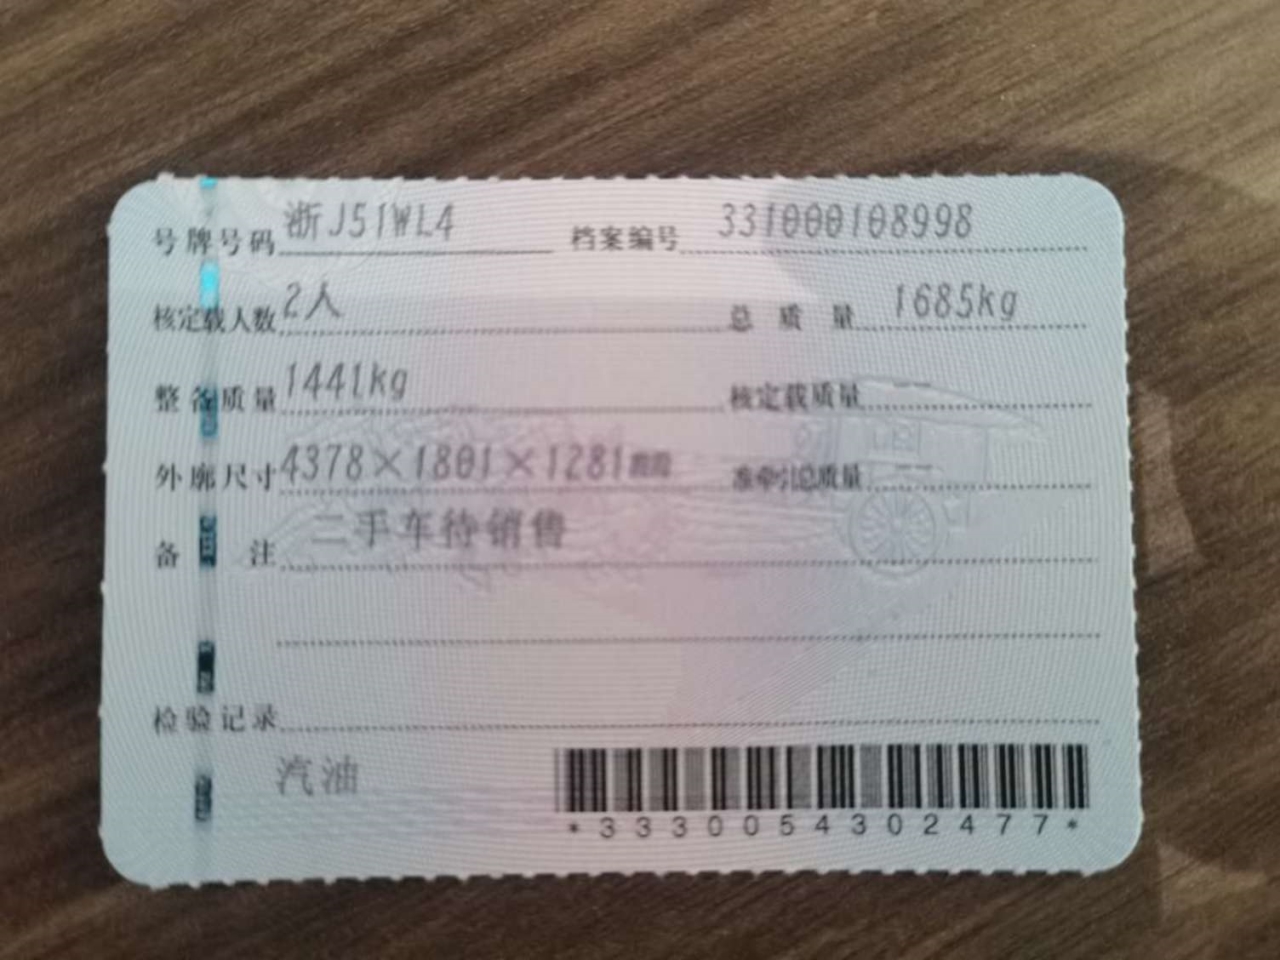 号牌号码 浙J51WL4 档案编号 331000108998
核定载人数 2人 总质量 1685kg
整备质量 1441kg 核定载质量 --
外廓尺寸 4378×1801×1281mm 准牵引总质量 --
备注 二手车待销售
检验记录
汽油
*3330054302477*